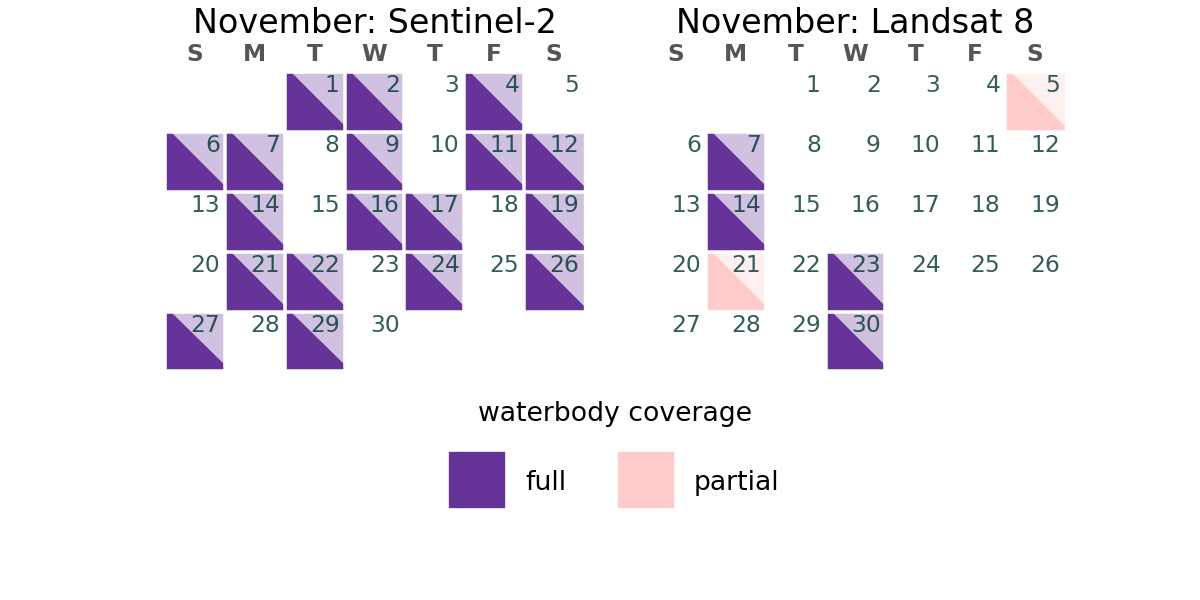 November: Sentinel-2
S M T W T F S
1 2 3 4 5
6 7 8 9 10 11 12
13 14 15 16 17 18 19
20 21 22 23 24 25 26
27 28 29 30
November: Landsat 8
S M T W T F S
1 2 3 4 5
6 7 8 9 10 11 12
13 14 15 16 17 18 19
20 21 22 23 24 25 26
27 28 29 30
waterbody coverage
full partial